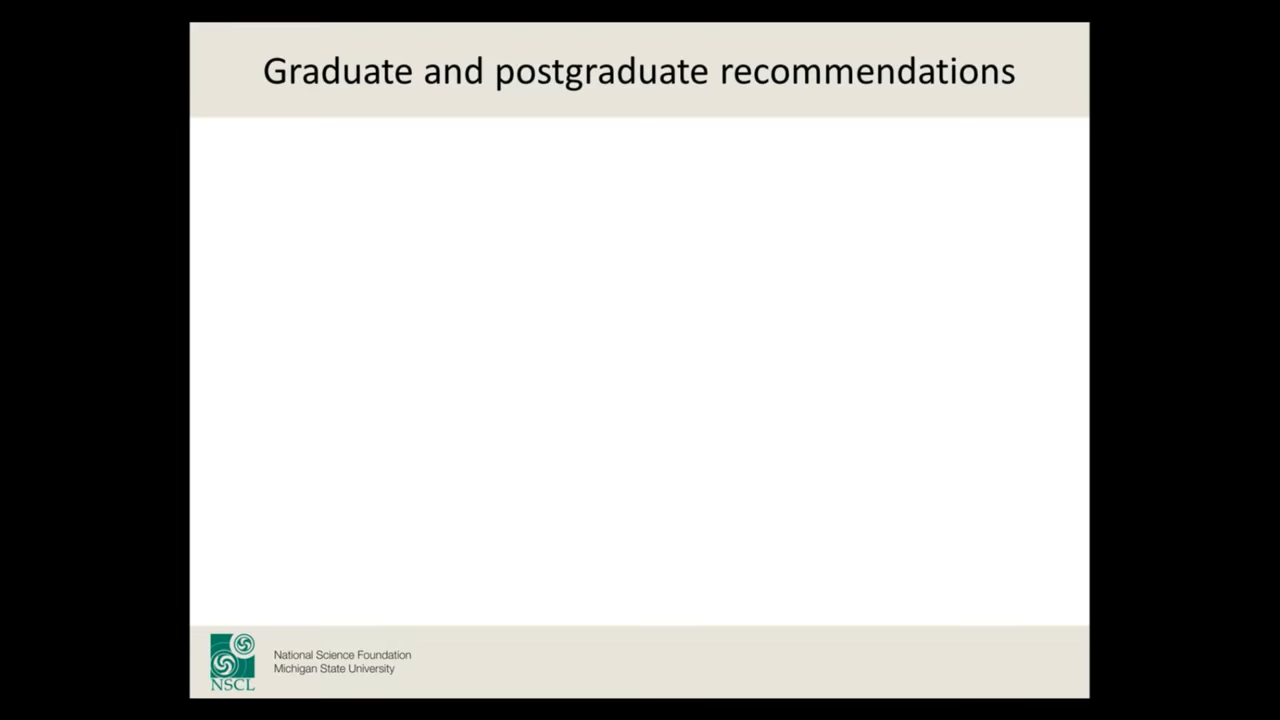 Graduate and postgraduate recommendations
National Science Foundation
Michigan State University
NSCL